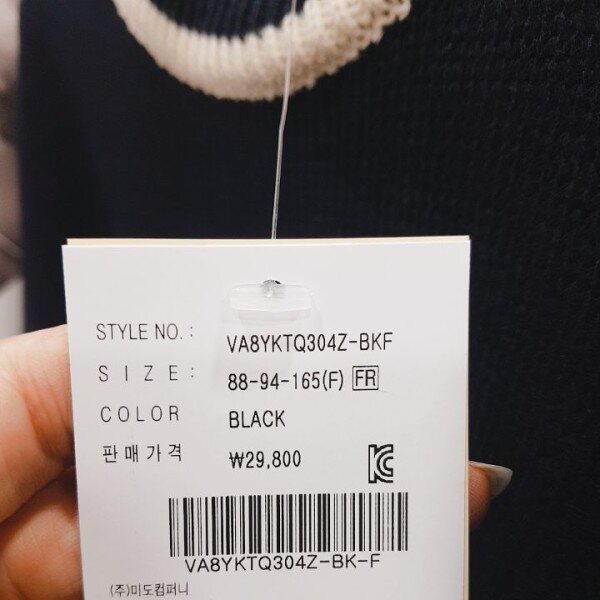 STYLE NO. : VA8YKTQ304Z-BKF
SIZE : 88-94-165(F) FR
COLOR BLACK
판매가격 ₩29,800
KC
VA8YKTQ304Z-BK-F
(주)미도컴퍼니